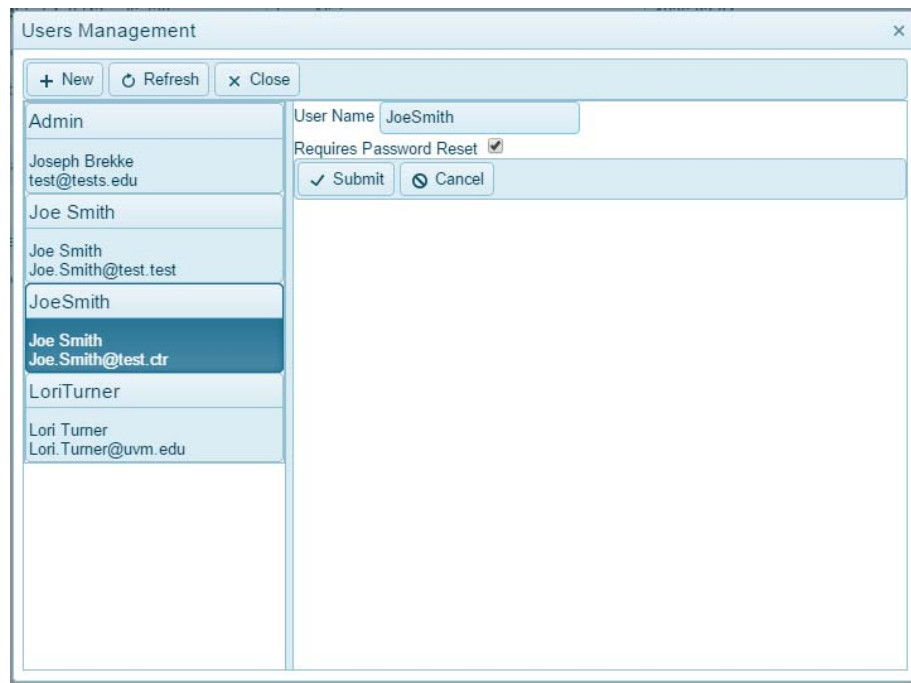 Users Management
New Refresh Close
Admin
Joseph Brekke
test@tests.edu
Joe Smith
Joe Smith
Joe.Smith@test.test
JoeSmith
Joe Smith
Joe.Smith@test.ctr
LoriTurner
Lori Turner
Lori.Turner@uvm.edu
User Name JoeSmith
Requires Password Reset
Submit Cancel